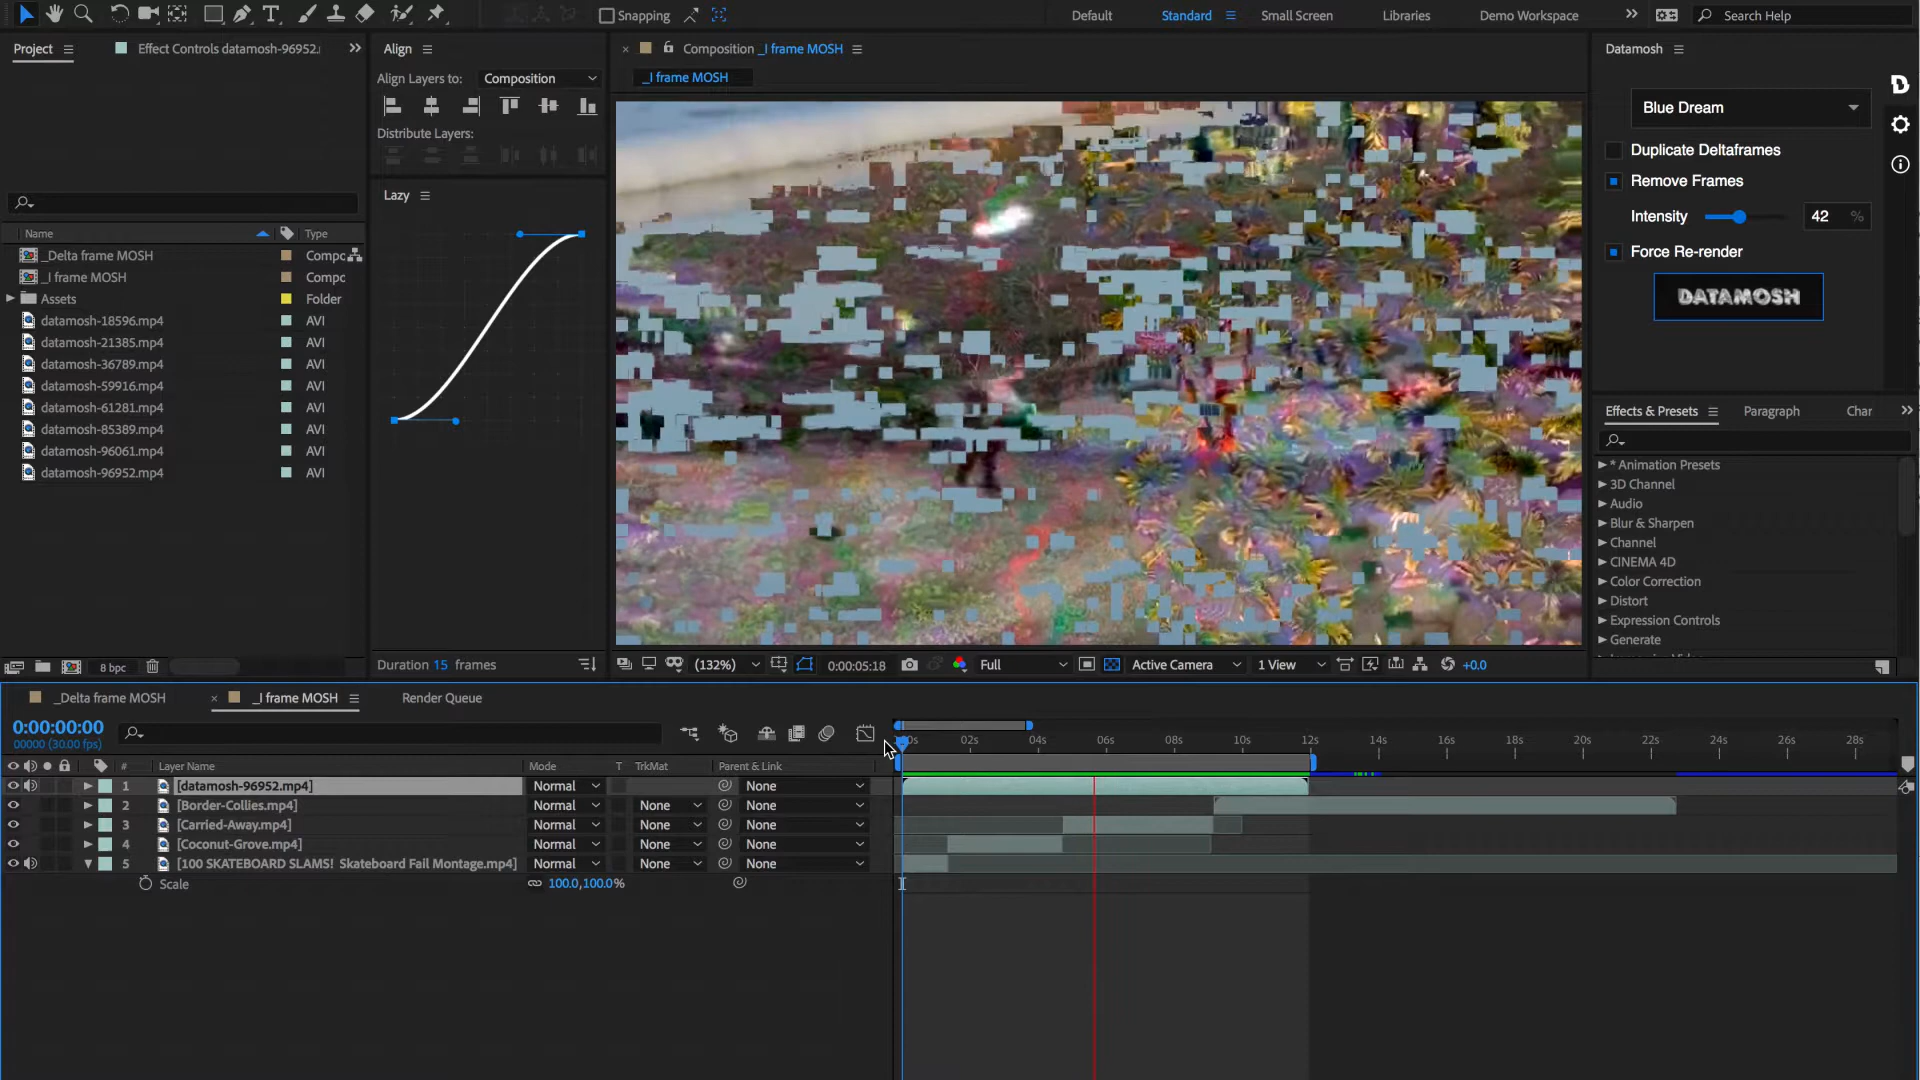 Snapping
Default
Standard
Small Screen
Libraries
Demo Workspace
Search Help
Project
Effect Controls datamosh-96952.
Align
Composition _I frame MOSH
Datamosh
Align Layers to:
Composition
_I frame MOSH
Blue Dream
Distribute Layers:
Duplicate Deltaframes
Remove Frames
Intensity
42
%
Force Re-render
DATAMOSH
Lazy
Name
Type
_Delta frame MOSH
Compc
_I frame MOSH
Compc
Assets
Folder
datamosh-18596.mp4
AVI
datamosh-21385.mp4
AVI
datamosh-36789.mp4
AVI
datamosh-59916.mp4
AVI
datamosh-61281.mp4
AVI
datamosh-85389.mp4
AVI
datamosh-96061.mp4
AVI
datamosh-96952.mp4
AVI
Effects & Presets
Paragraph
Char
* Animation Presets
3D Channel
Audio
Blur & Sharpen
Channel
CINEMA 4D
Color Correction
Distort
Expression Controls
Generate
8 bpc
Duration 15 frames
(132%)
0:00:05:18
Full
Active Camera
1 View
+0.0
_Delta frame MOSH
_I frame MOSH
Render Queue
0:00:00:00
00000 (30.00 fps)
02s
04s
06s
08s
10s
12s
14s
16s
18s
20s
22s
24s
26s
28s
#
Layer Name
Mode
T
TrkMat
Parent & Link
1
[datamosh-96952.mp4]
Normal
None
2
[Border-Collies.mp4]
Normal
None
None
3
[Carried-Away.mp4]
Normal
None
None
4
[Coconut-Grove.mp4]
Normal
None
None
5
[100 SKATEBOARD SLAMS! Skateboard Fail Montage.mp4]
Normal
None
None
Scale
100.0,100.0%